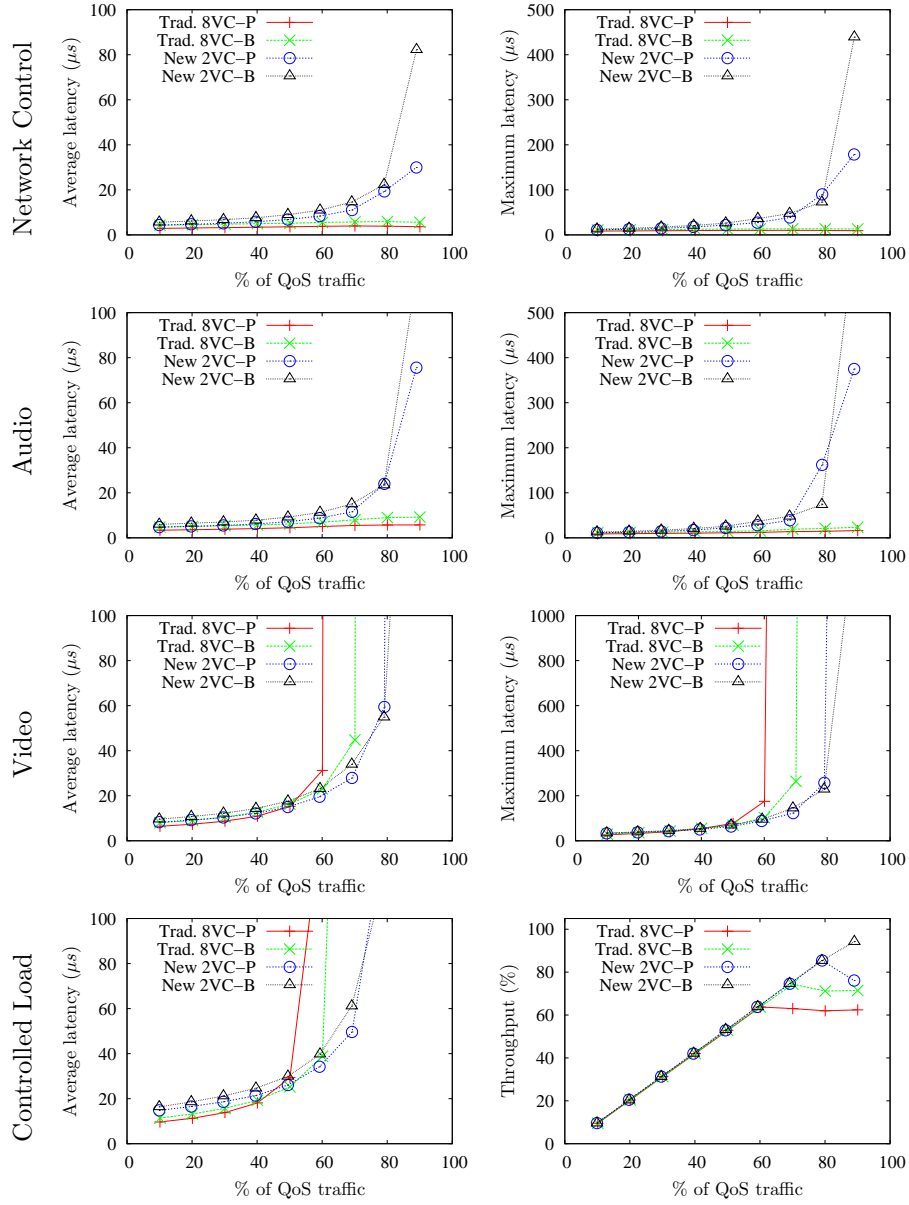 Network Control
100
80
60
40
20
0
0 20 40 60 80 100
Average latency (μs)
% of QoS traffic
Trad. 8VC−P
Trad. 8VC−B
New 2VC−P
New 2VC−B
500
400
300
200
100
0
0 20 40 60 80 100
Maximum latency (μs)
% of QoS traffic
Trad. 8VC−P
Trad. 8VC−B
New 2VC−P
New 2VC−B
Audio
100
80
60
40
20
0
0 20 40 60 80 100
Average latency (μs)
% of QoS traffic
Trad. 8VC−P
Trad. 8VC−B
New 2VC−P
New 2VC−B
500
400
300
200
100
0
0 20 40 60 80 100
Maximum latency (μs)
% of QoS traffic
Trad. 8VC−P
Trad. 8VC−B
New 2VC−P
New 2VC−B
Video
100
80
60
40
20
0
0 20 40 60 80 100
Average latency (μs)
% of QoS traffic
Trad. 8VC−P
Trad. 8VC−B
New 2VC−P
New 2VC−B
1000
800
600
400
200
0
0 20 40 60 80 100
Maximum latency (μs)
% of QoS traffic
Trad. 8VC−P
Trad. 8VC−B
New 2VC−P
New 2VC−B
Controlled Load
100
80
60
40
20
0
0 20 40 60 80 100
Average latency (μs)
% of QoS traffic
Trad. 8VC−P
Trad. 8VC−B
New 2VC−P
New 2VC−B
100
80
60
40
20
0
0 20 40 60 80 100
Throughput (%)
% of QoS traffic
Trad. 8VC−P
Trad. 8VC−B
New 2VC−P
New 2VC−B